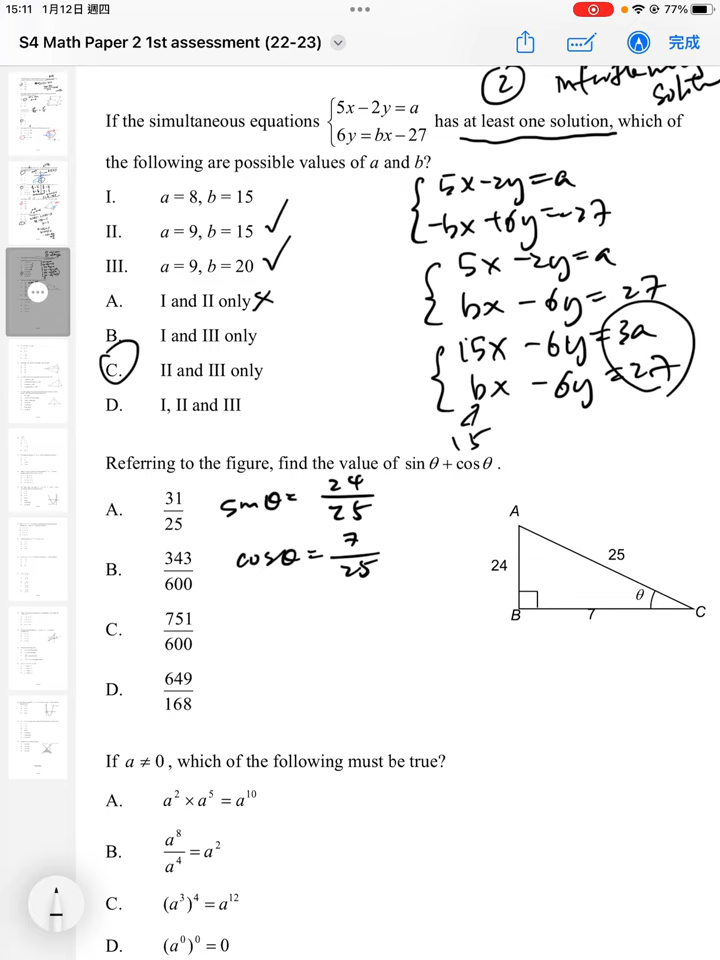 15:11 1月12日 週四
77%
S4 Math Paper 2 1st assessment (22-23)
完成
②
If the simultaneous equations {5x − 2y = a
6y = bx − 27 has at least one solution, which of
the following are possible values of a and b?
I. a = 8, b = 15
II. a = 9, b = 15 ✓
III. a = 9, b = 20 ✓
A. I and II only ×
B. I and III only
C. II and III only
D. I, II and III
{5x − 2y = a
−bx + 6y = −27
{5x − 2y = a
bx − 6y = 27
{15x − 6y = 3a
bx − 6y = 27
15
Referring to the figure, find the value of sin θ + cos θ .
A. 31/25
B. 343/600
C. 751/600
D. 649/168
sin θ = 24/25
cos θ = 7/25
A
24
25
θ
B
7
C
If a ≠ 0 , which of the following must be true?
A. a² × a⁵ = a¹⁰
B. a⁸/a⁴ = a²
C. (a³)⁴ = a¹²
D. (a⁰)⁰ = 0